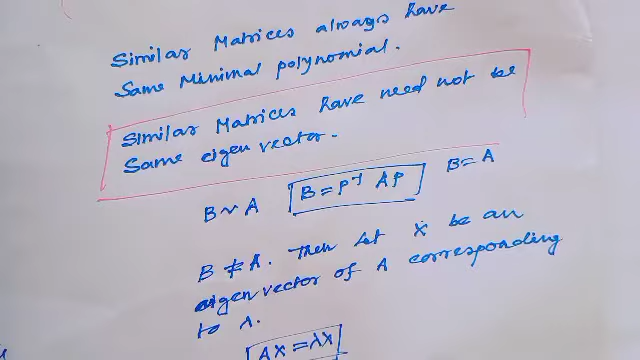 Similar Matrices always have
Same Minimal polynomial.
Similar Matrices have need not be
Same eigen vector.
B ~ A B = P⁻¹ AP B = A
B ≠ A. Then let X be an
eigen vector of A corresponding
to λ.
AX = λX